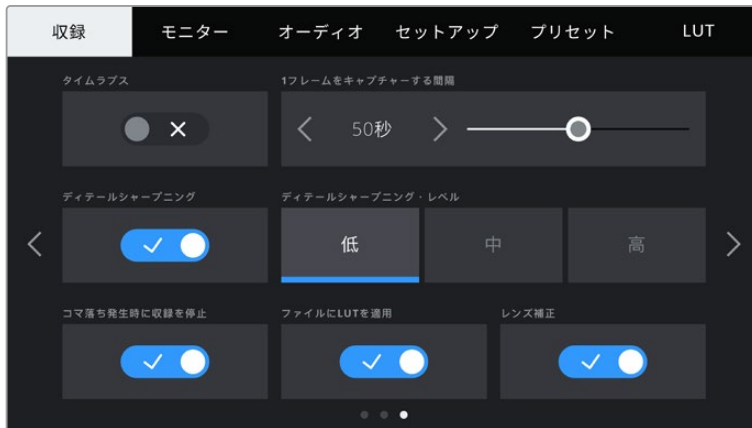 収録 モニター オーディオ セットアップ プリセット LUT
タイムラプス 1フレームをキャプチャーする間隔
50秒
ディテールシャープニング ディテールシャープニング・レベル
低 中 高
コマ落ち発生時に収録を停止 ファイルにLUTを適用 レンズ補正